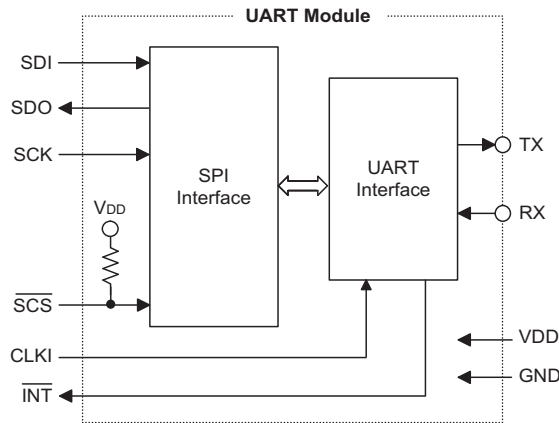 UART Module
SDI
SDO
SCK
VDD
SCS
CLKI
INT
SPI
Interface
UART
Interface
TX
RX
VDD
GND